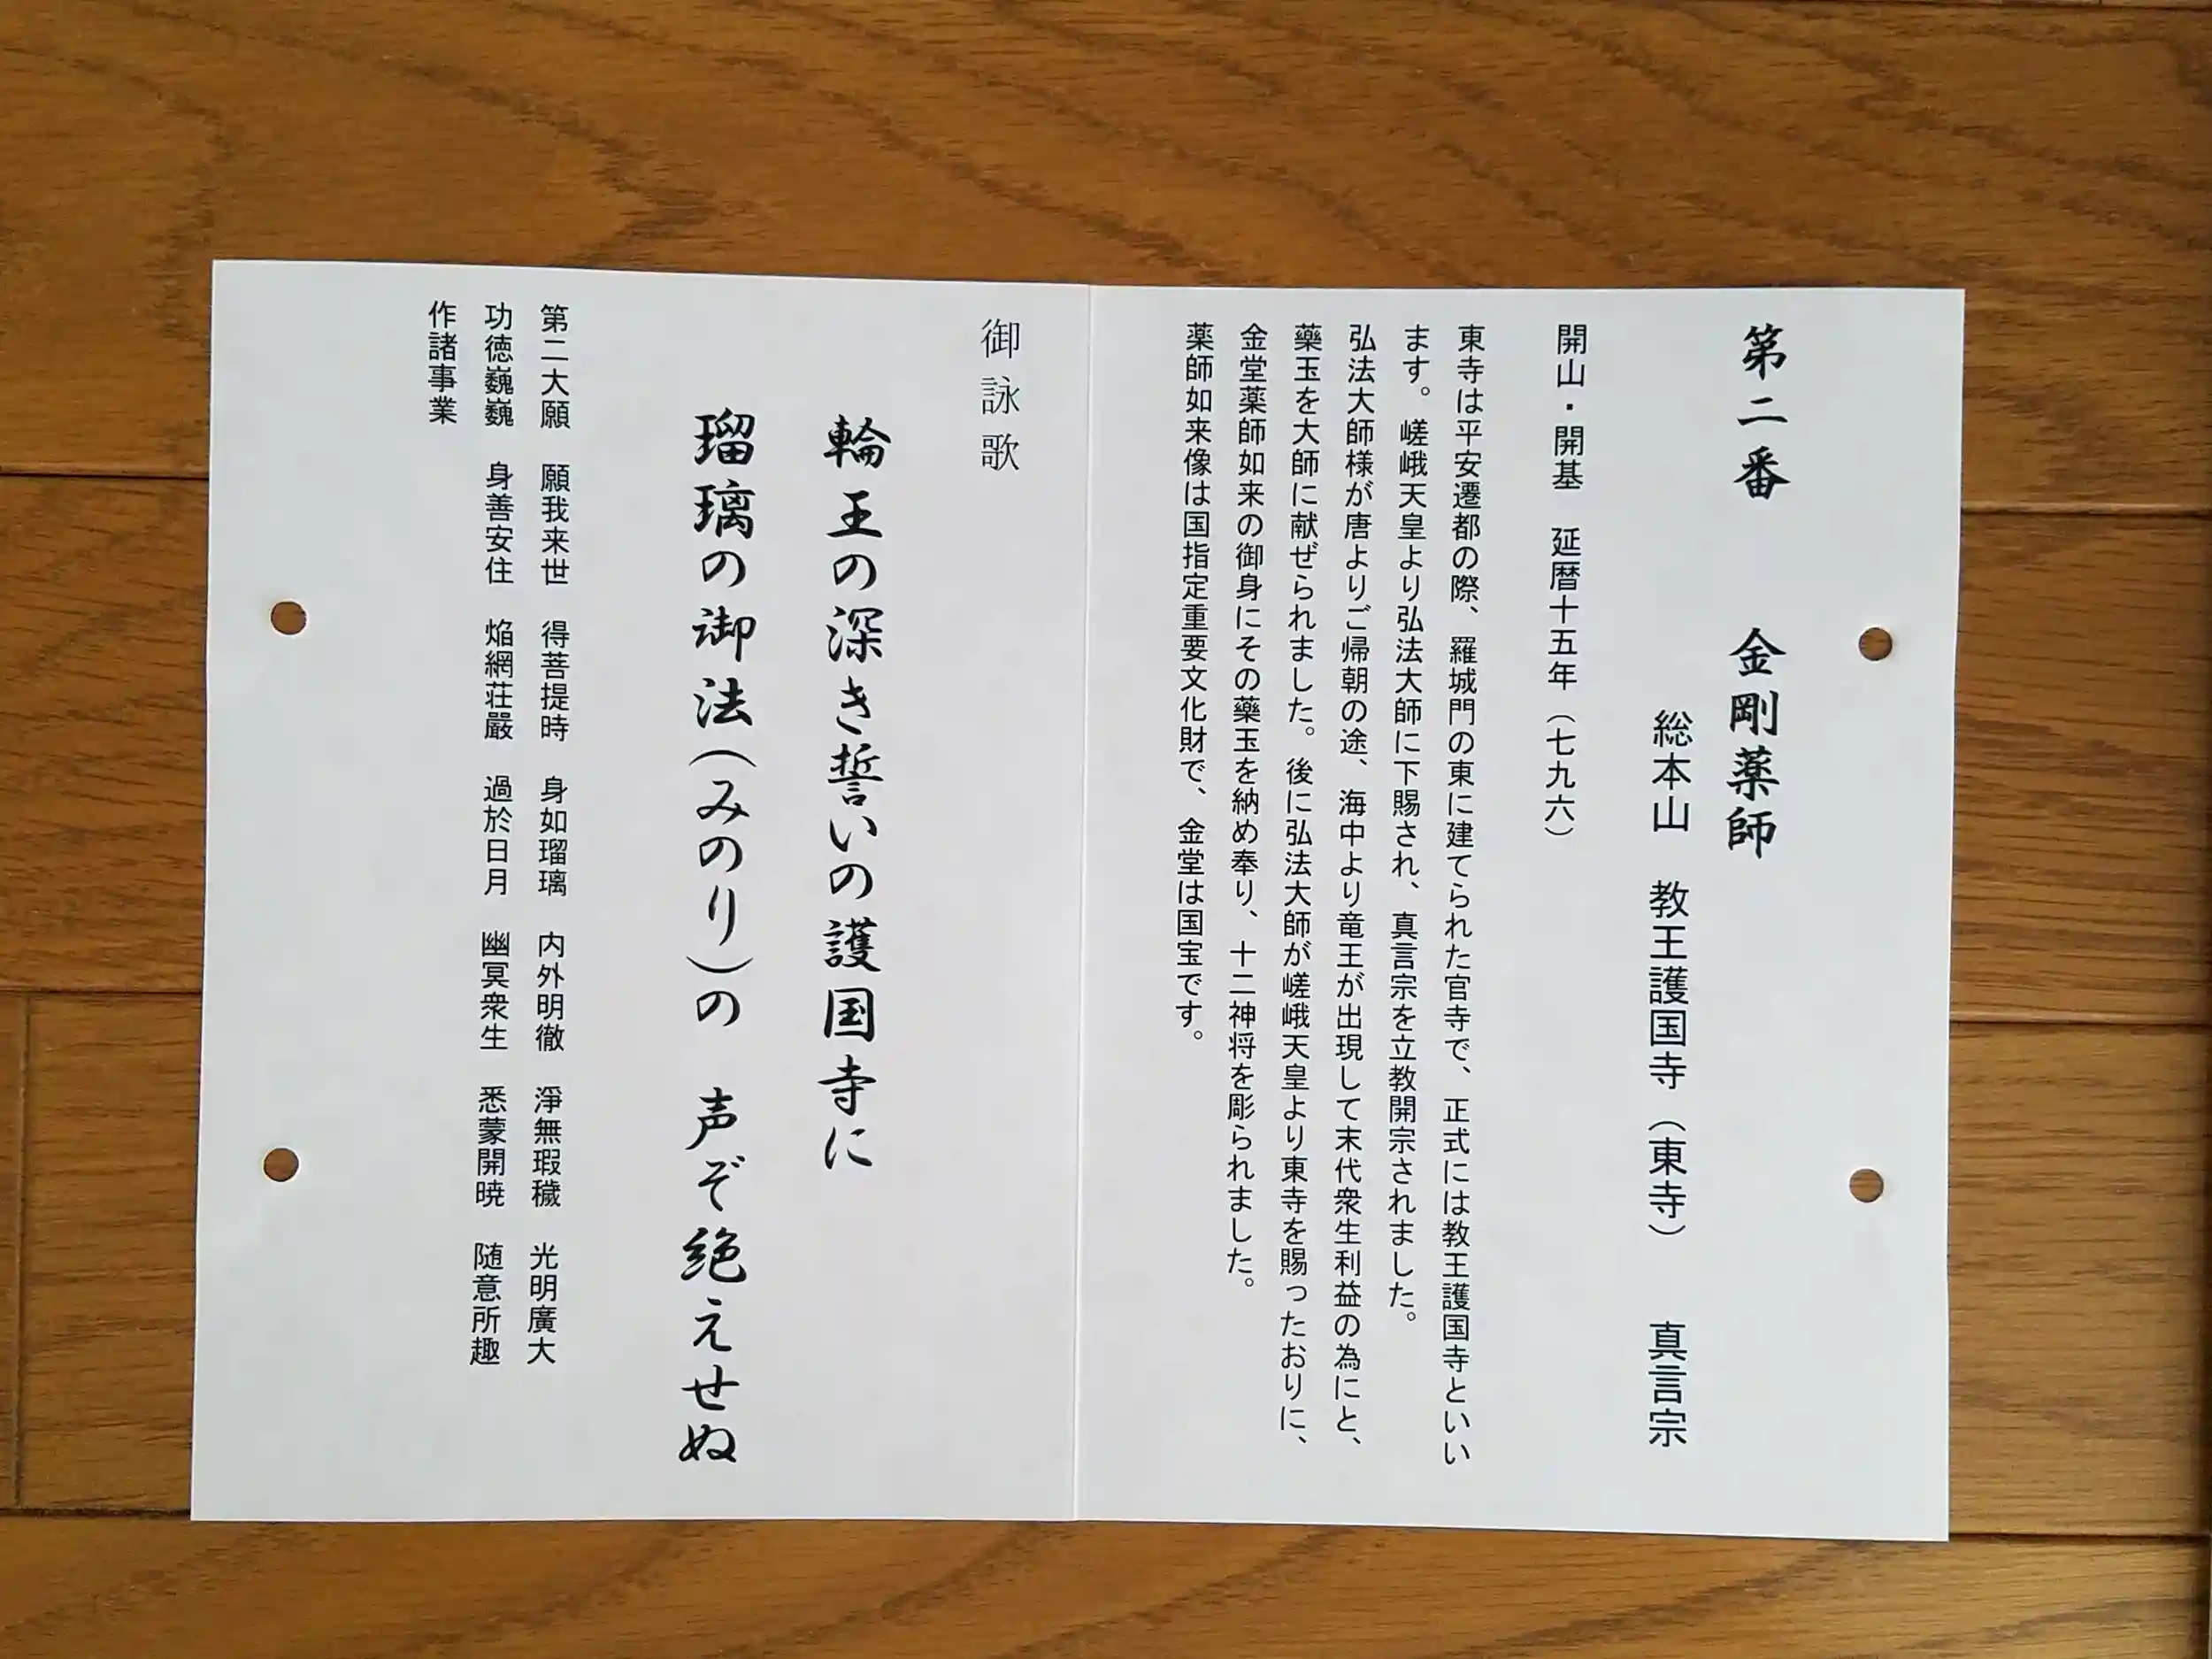 第二番　金剛薬師
総本山　教王護国寺（東寺）　真言宗
開山・開基　延暦十五年（七九六）
東寺は平安遷都の際、羅城門の東に建てられた官寺で、正式には教王護国寺といい
ます。嵯峨天皇より弘法大師に下賜され、真言宗を立教開宗されました。
弘法大師様が唐よりご帰朝の途、海中より竜王が出現して末代衆生利益の為にと、
藥玉を大師に献ぜられました。後に弘法大師が嵯峨天皇より東寺を賜ったおりに、
金堂薬師如来の御身にその藥玉を納め奉り、十二神将を彫られました。
薬師如来像は国指定重要文化財で、金堂は国宝です。
御詠歌
輪王の深き誓いの護国寺に
瑠璃の御法（みのり）の　声ぞ絶えせぬ
第二大願　願我来世　得菩提時　身如瑠璃　内外明徹　淨無瑕穢　光明廣大
功徳巍巍　身善安住　焔網荘嚴　過於日月　幽冥衆生　悉蒙開暁　随意所趣
作諸事業